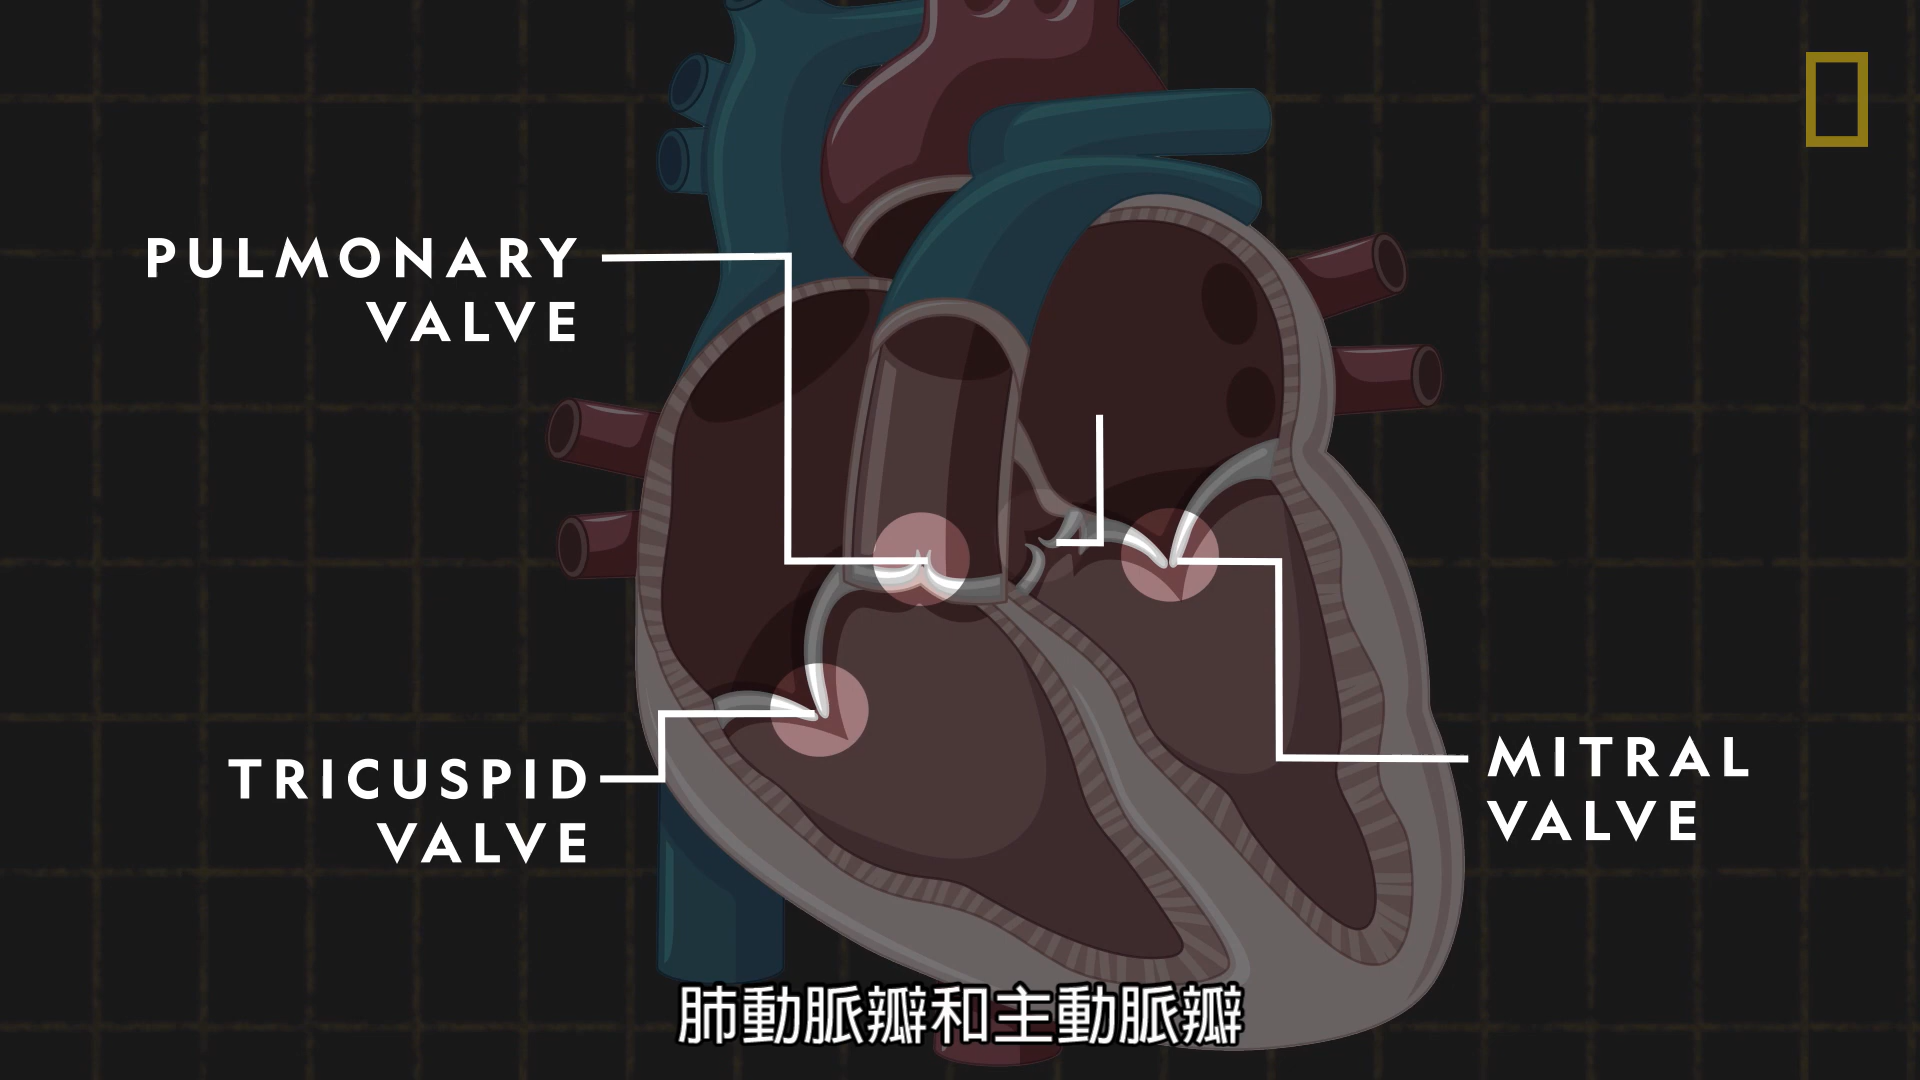 PULMONARY
VALVE
TRICUSPID
VALVE
MITRAL
VALVE
肺動脈瓣和主動脈瓣